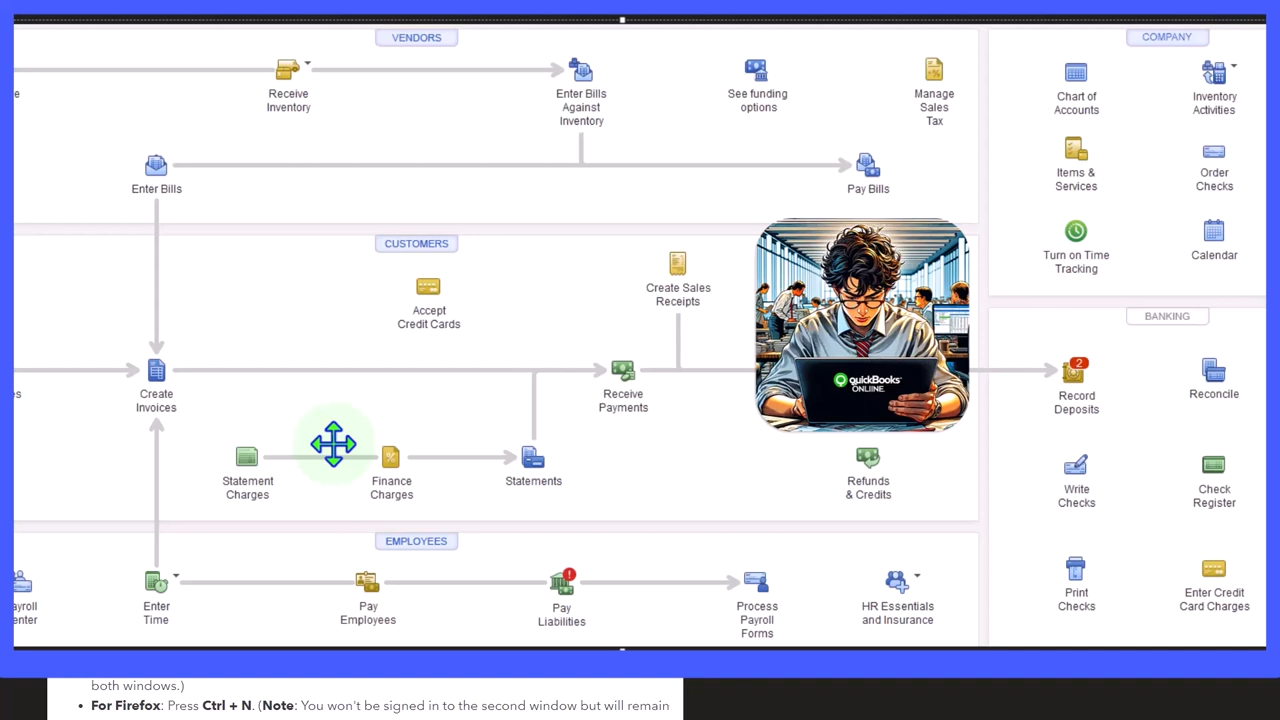 VENDORS
COMPANY
e
Receive
Inventory
Enter Bills
Against
Inventory
See funding
options
Manage
Sales
Tax
Chart of
Accounts
Inventory
Activities
Enter Bills
Pay Bills
Items &
Services
Order
Checks
CUSTOMERS
Accept
Credit Cards
Create Sales
Receipts
Turn on Time
Tracking
Calendar
BANKING
quickBooks
ONLIINE.
es
Create
Invoices
Receive
Payments
2
Record
Deposits
Reconcile
Statement
Charges
Finance
Charges
Statements
Refunds
& Credits
Write
Checks
Check
Register
EMPLOYEES
ayroll
enter
Enter
Time
Pay
Employees
!
Pay
Liabilities
Process
Payroll
Forms
HR Essentials
and Insurance
Print
Checks
Enter Credit
Card Charges
both windows.)
• For Firefox: Press Ctrl + N. (Note: You won't be signed in to the second window but will remain